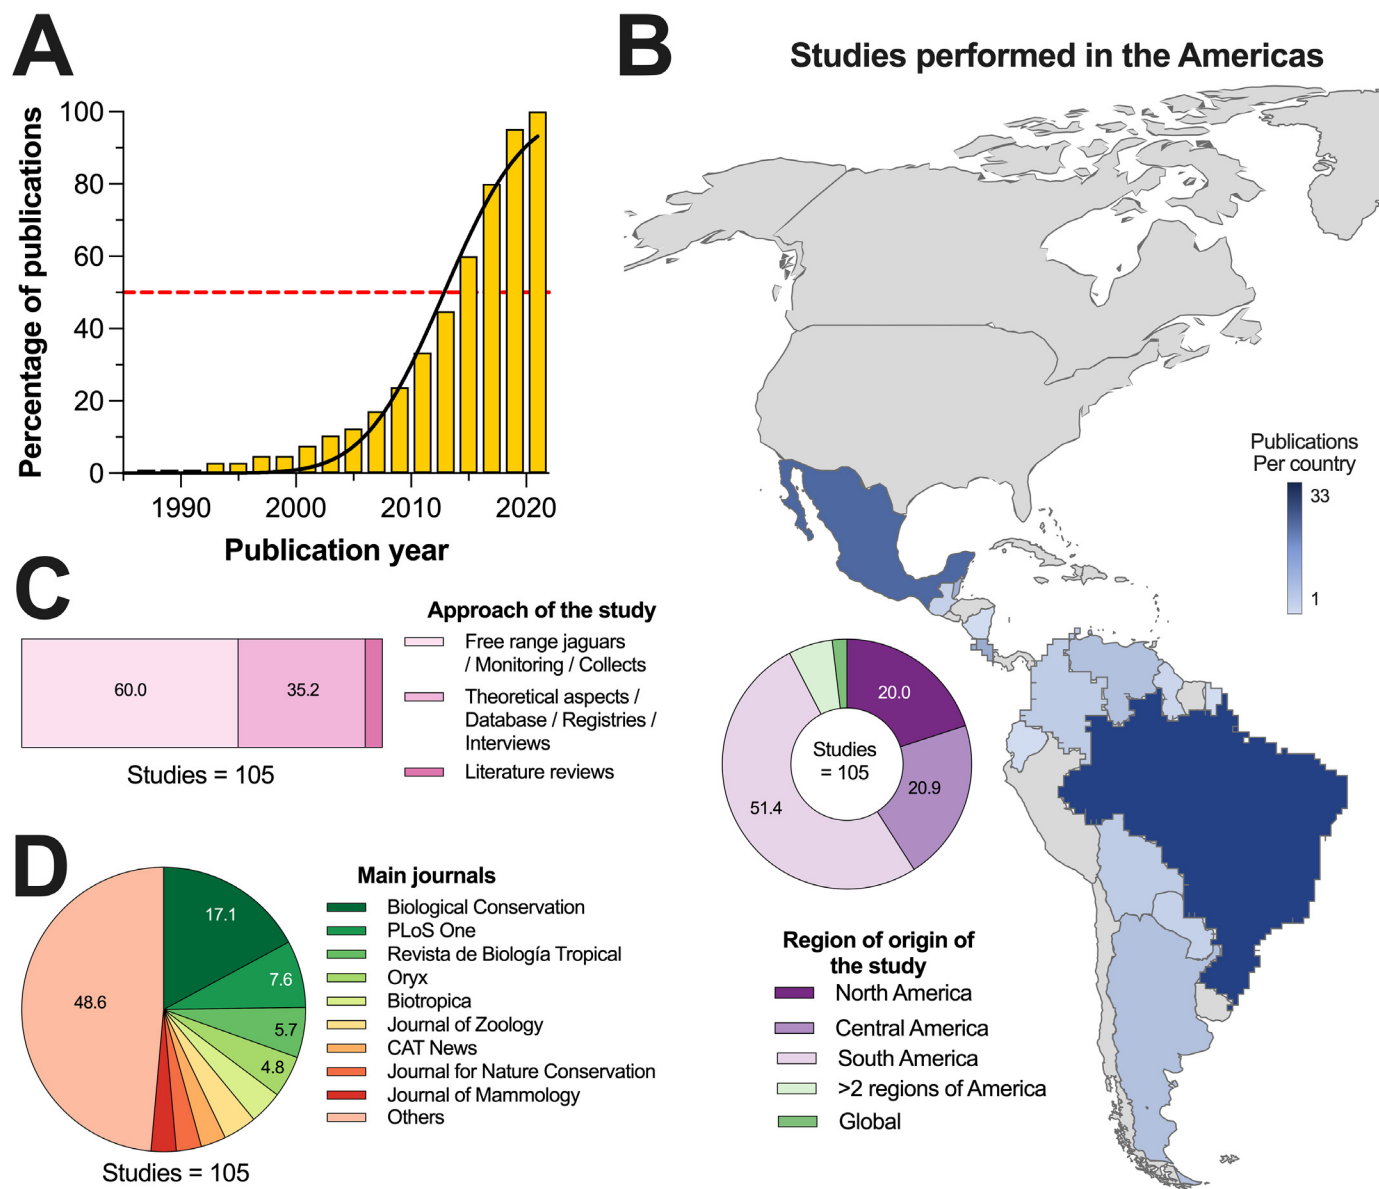 A
Percentage of publications
100
80
60
40
20
0
1990
2000
2010
2020
Publication year
B
Studies performed in the Americas
Publications
Per country
33
1
20.0
20.9
51.4
Studies
= 105
Region of origin of
the study
North America
Central America
South America
>2 regions of America
Global
C
60.0
35.2
Studies = 105
Approach of the study
Free range jaguars
/ Monitoring / Collects
Theoretical aspects /
Database / Registries /
Interviews
Literature reviews
D
17.1
7.6
5.7
4.8
48.6
Studies = 105
Main journals
Biological Conservation
PLoS One
Revista de Biología Tropical
Oryx
Biotropica
Journal of Zoology
CAT News
Journal for Nature Conservation
Journal of Mammology
Others